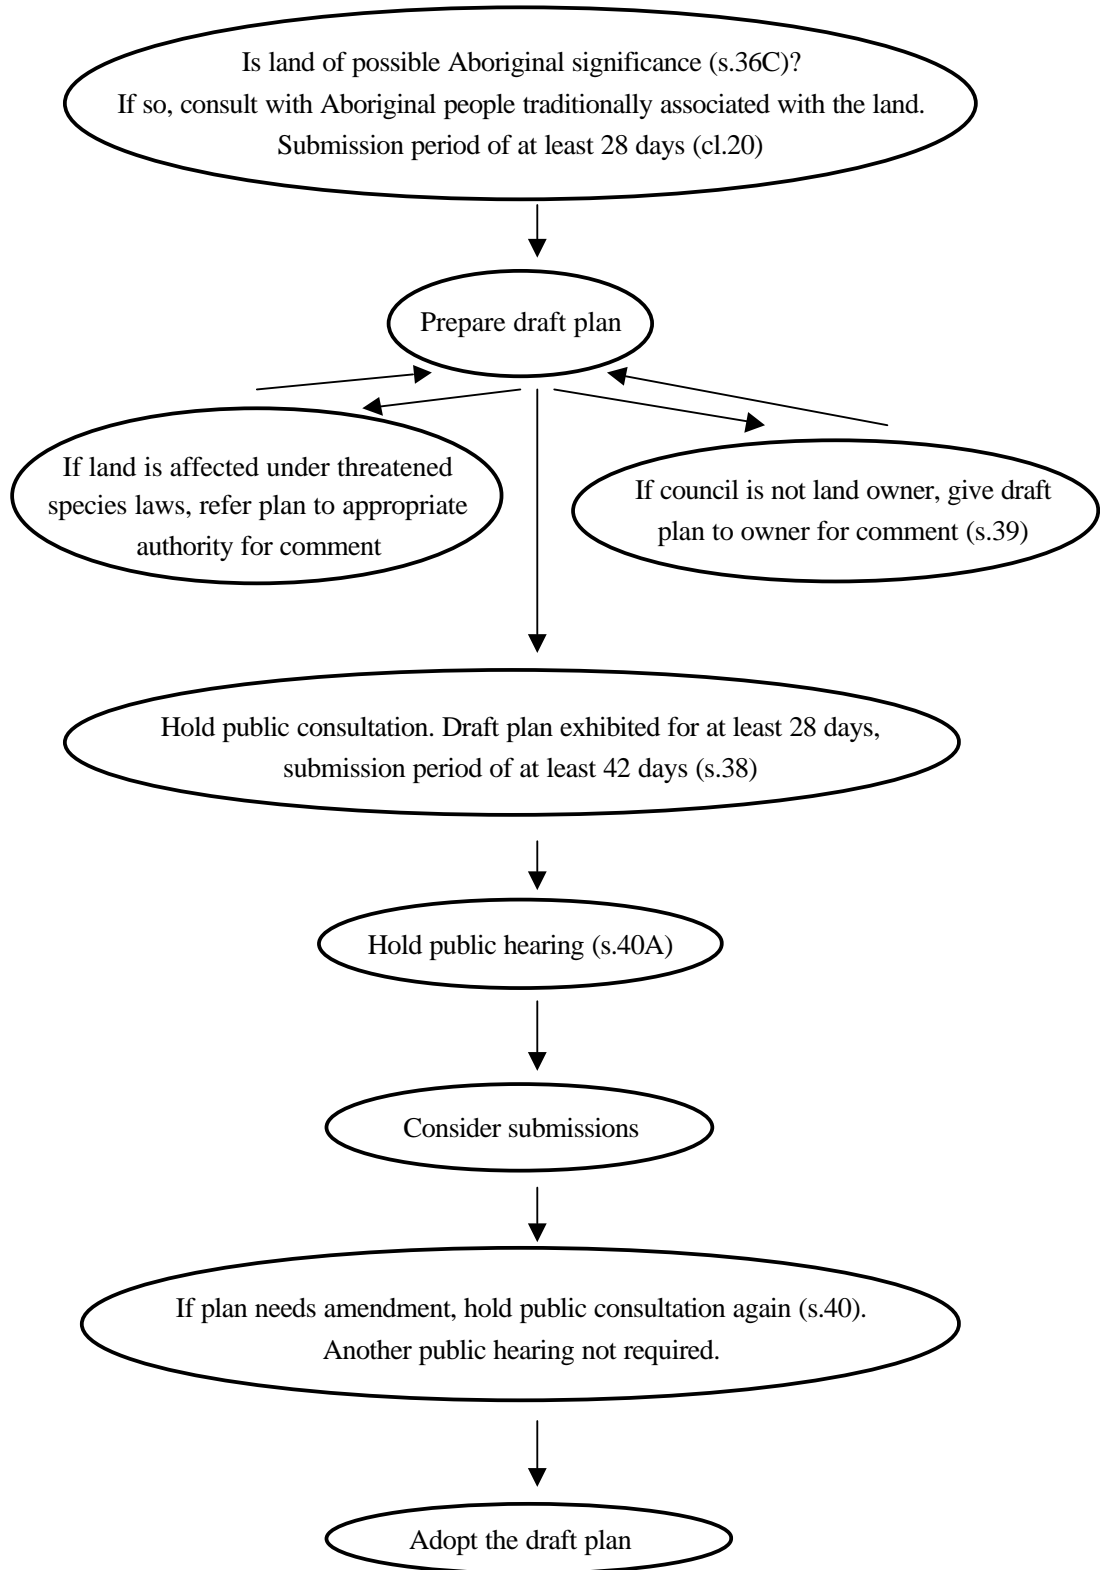 Is land of possible Aboriginal significance (s.36C)?
If so, consult with Aboriginal people traditionally associated with the land.
Submission period of at least 28 days (cl.20)
Prepare draft plan
If land is affected under threatened
species laws, refer plan to appropriate
authority for comment
If council is not land owner, give draft
plan to owner for comment (s.39)
Hold public consultation. Draft plan exhibited for at least 28 days,
submission period of at least 42 days (s.38)
Hold public hearing (s.40A)
Consider submissions
If plan needs amendment, hold public consultation again (s.40).
Another public hearing not required.
Adopt the draft plan